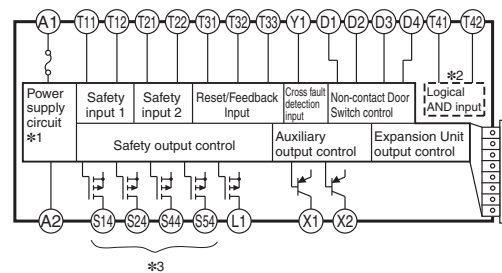 A1 T11 T12 T21 T22 T31 T32 T33 Y1 D1 D2 D3 D4 T41 T42
*2
Power supply circuit *1
Safety input 1
Safety input 2
Reset/Feedback Input
Cross fault detection input
Non-contact Door Switch control
Logical AND input
Safety output control
Auxiliary output control
Expansion Unit output control
A2 S14 S24 S44 S54 L1 X1 X2
*3